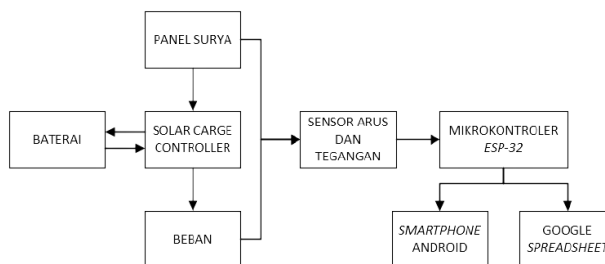 PANEL SURYA
BATERAI
SOLAR CARGE
CONTROLLER
BEBAN
SENSOR ARUS
DAN
TEGANGAN
MIKROKONTROLER
ESP-32
SMARTPHONE
ANDROID
GOOGLE
SPREADSHEET